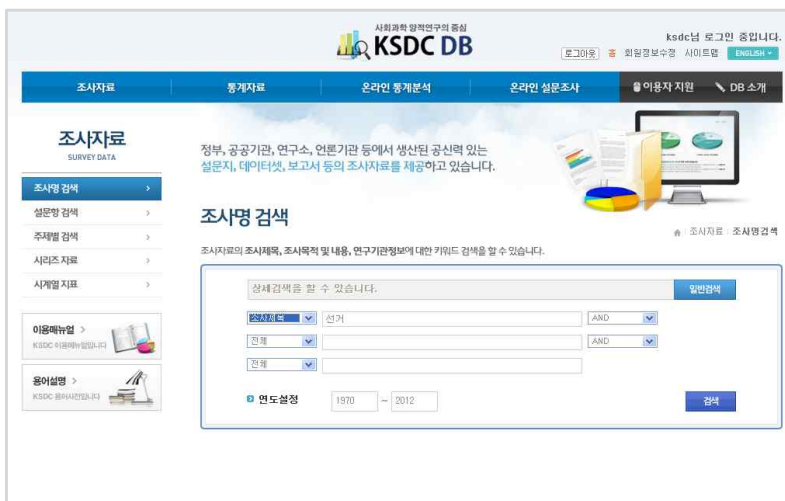 사회과학 양적연구의 중심
KSDC DB
ksdc님 로그인 중입니다.
로그아웃 홈 회원정보수정 사이트맵 ENGLISH
조사자료 통계자료 온라인 통계분석 온라인 설문조사 이용자 지원 DB 소개
조사자료
SURVEY DATA
조사명 검색 >
설문항 검색 >
주제별 검색 >
시리즈 자료 >
시계열 지표 >
이용매뉴얼 >
KSDC 이용매뉴얼입니다
용어설명 >
KSDC 용어사전입니다
정부, 공공기관, 연구소, 언론기관 등에서 생산된 공신력 있는
설문지, 데이터셋, 보고서 등의 조사자료를 제공하고 있습니다.
조사명 검색
조사자료 조사명검색
조사자료의 조사제목, 조사목적 및 내용, 연구기관정보에 대한 키워드 검색을 할 수 있습니다.
상세검색을 할 수 있습니다. 일반검색
조사제목 선거 AND
전체 AND
전체
연도설정 1970 ~ 2012 검색